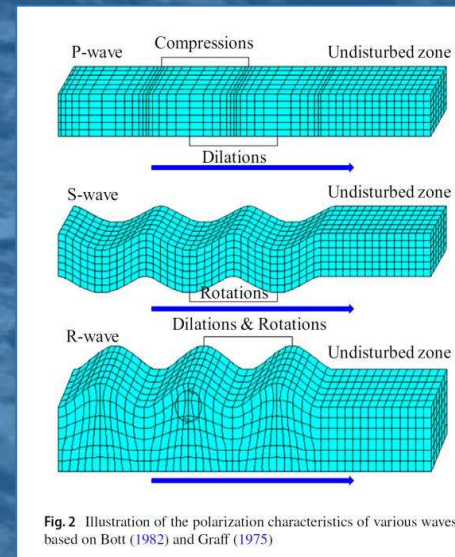 Compressions
P-wave
Undisturbed zone
Dilations
S-wave
Undisturbed zone
Rotations
Dilations & Rotations
R-wave
Undisturbed zone
Fig. 2 Illustration of the polarization characteristics of various waves
based on Bott (1982) and Graff (1975)